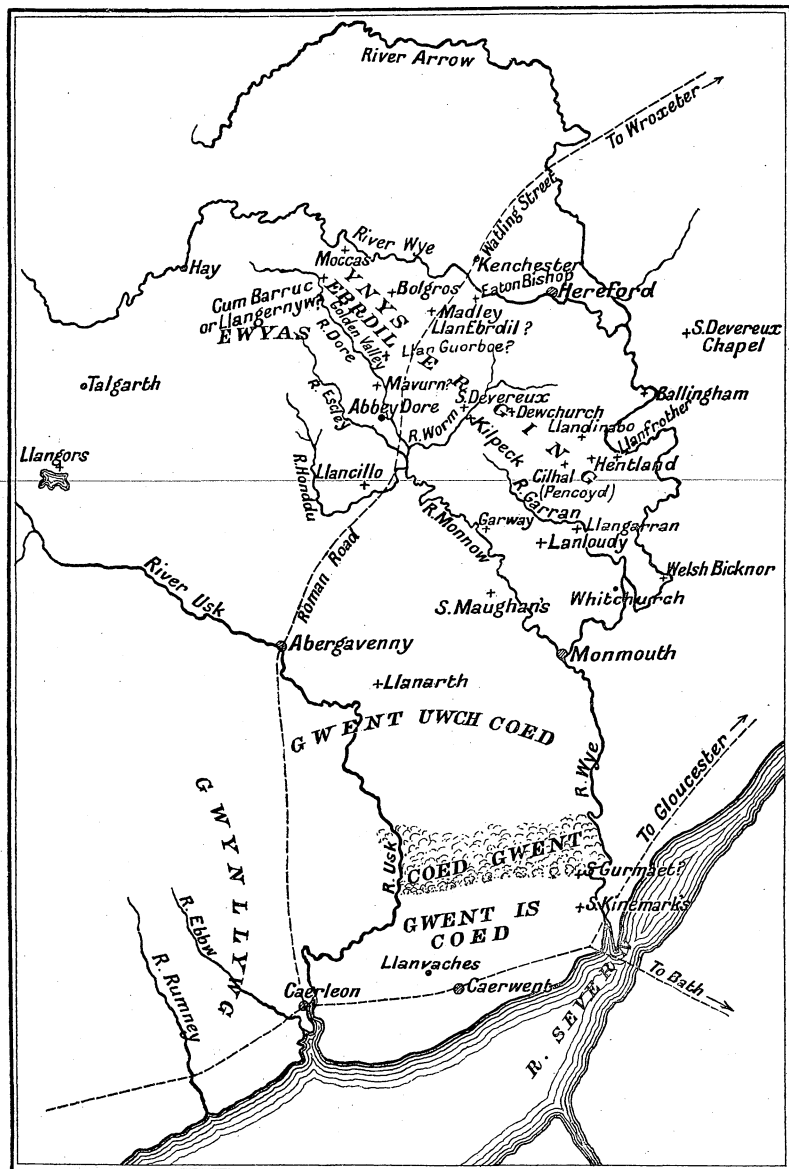 River Arrow
To Wroxeter
Watling Street
River Wye
Hay
Moccas
Kenchester
Eaton Bishop
Hereford
YNYS
EBRDIL
Bolgros
Madley
LlanEbrdil?
Cum Barruc
or Llangernyw?
EWYAS
Golden Valley
R. Dore
Llan Guorboe?
S. Devereux
Chapel
ERGING
Talgarth
Mavurn?
S. Devereux
Ballingham
R. Escley
Abbey Dore
Dewchurch
Llandinabo
Llanfrother
R. Worm
Kilpeck
Llangors
Hentland
R. Honddu
Llancillo
Cilhal
(Pencoyd)
R. Garran
R. Monnow
Garway
Llangarran
Lanloudy
Roman Road
River Usk
Welsh Bicknor
S. Maughan's
Whitchurch
Abergavenny
Monmouth
Llanarth
GWENT UWCH COED
R. Wye
To Gloucester
GWYNLLYWG
R. Usk
COED GWENT
S. Gurmaet?
R. Ebbw
GWENT IS
COED
S. Kinemark's
R. Rumney
Llanvaches
Caerleon
Caerwent
To Bath
R. SEVERN